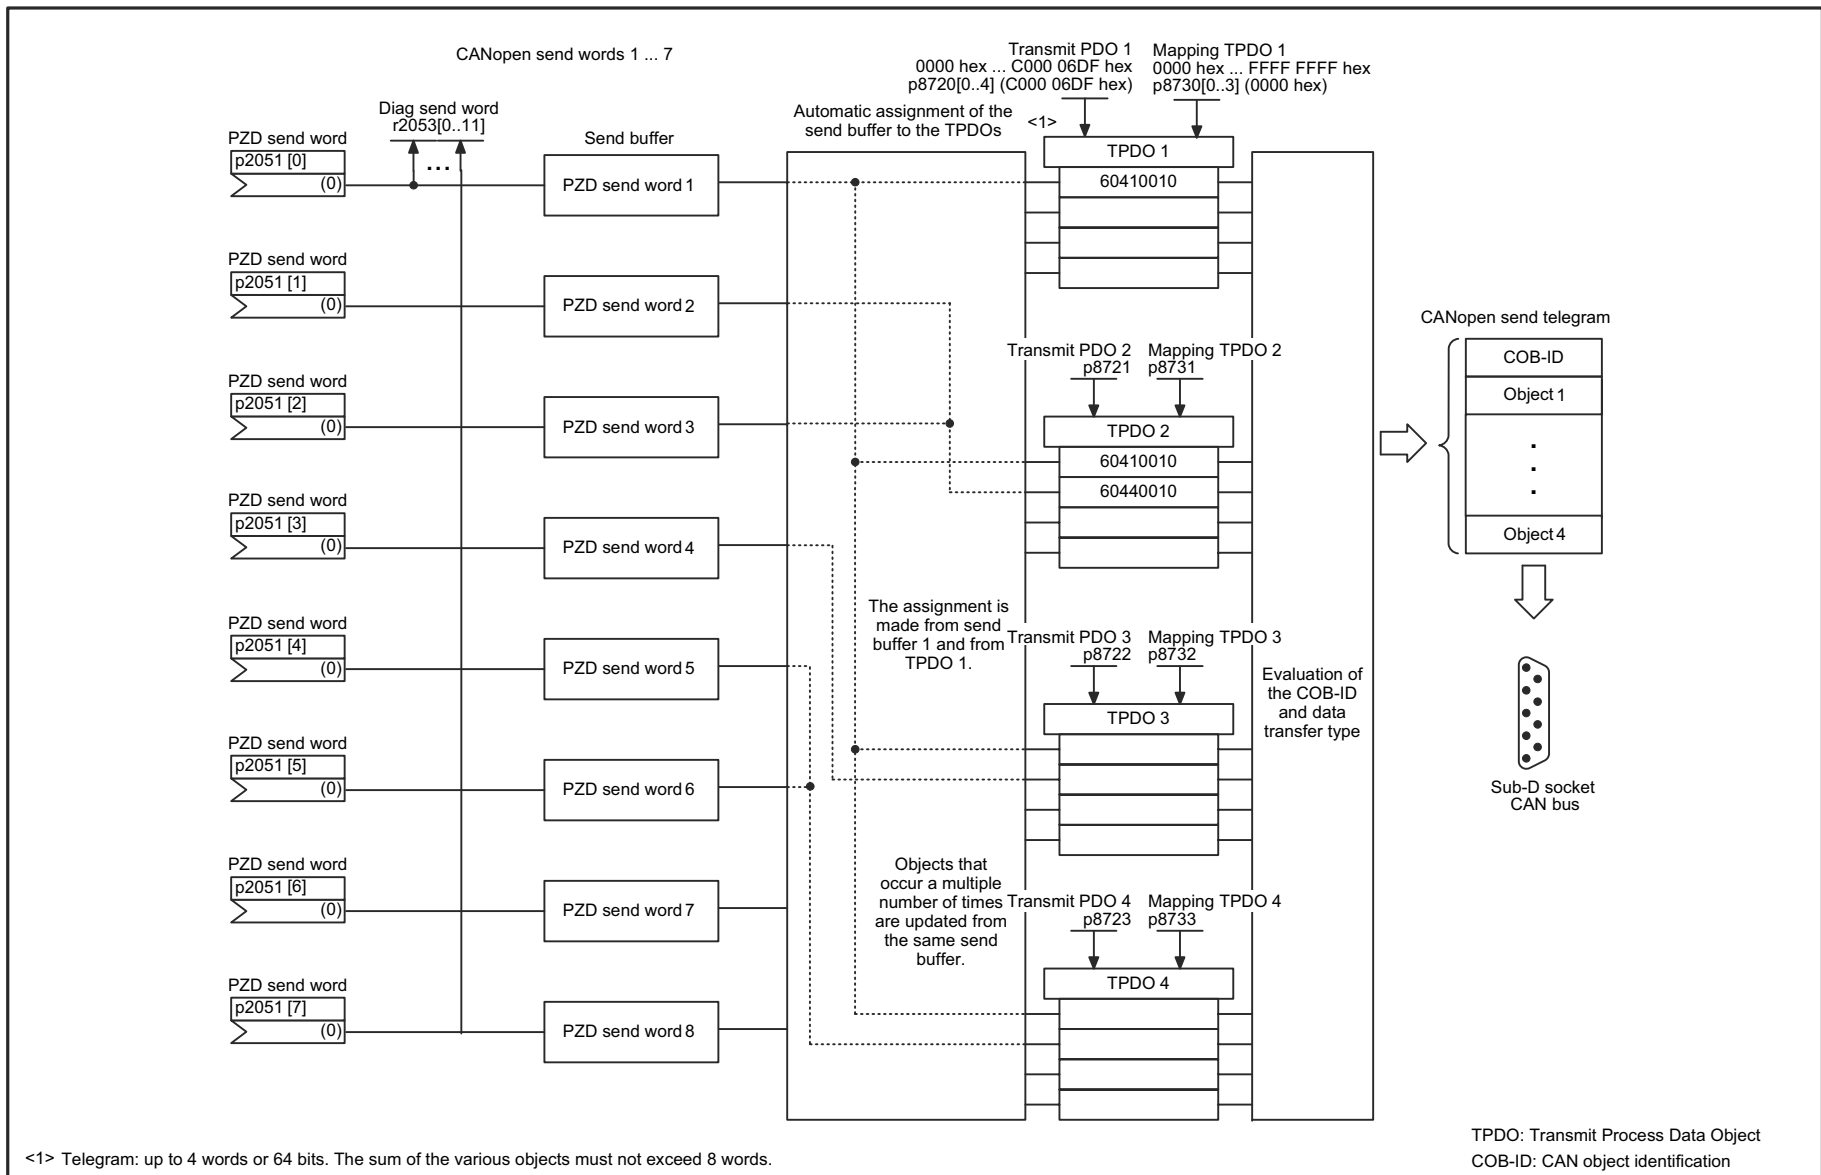 CANopen send words 1 ... 7
Transmit PDO 1
0000 hex ... C000 06DF hex
p8720[0..4] (C000 06DF hex)
Mapping TPDO 1
0000 hex ... FFFF FFFF hex
p8730[0..3] (0000 hex)
Diag send word
r2053[0..11]
...
Send buffer
Automatic assignment of the
send buffer to the TPDOs
<1>
PZD send word
p2051 [0]
(0)
PZD send word 1
TPDO 1
60410010
PZD send word
p2051 [1]
(0)
PZD send word 2
Transmit PDO 2
p8721
Mapping TPDO 2
p8731
PZD send word
p2051 [2]
(0)
PZD send word 3
TPDO 2
60410010
60440010
PZD send word
p2051 [3]
(0)
PZD send word 4
The assignment is
made from send
buffer 1 and from
TPDO 1.
Transmit PDO 3
p8722
Mapping TPDO 3
p8732
PZD send word
p2051 [4]
(0)
PZD send word 5
TPDO 3
PZD send word
p2051 [5]
(0)
PZD send word 6
Objects that
occur a multiple
number of times
are updated from
the same send
buffer.
Transmit PDO 4
p8723
Mapping TPDO 4
p8733
PZD send word
p2051 [6]
(0)
PZD send word 7
TPDO 4
PZD send word
p2051 [7]
(0)
PZD send word 8
Evaluation of
the COB-ID
and data
transfer type
CANopen send telegram
COB-ID
Object 1
.
.
.
Object 4
Sub-D socket
CAN bus
<1> Telegram: up to 4 words or 64 bits. The sum of the various objects must not exceed 8 words.
TPDO: Transmit Process Data Object
COB-ID: CAN object identification